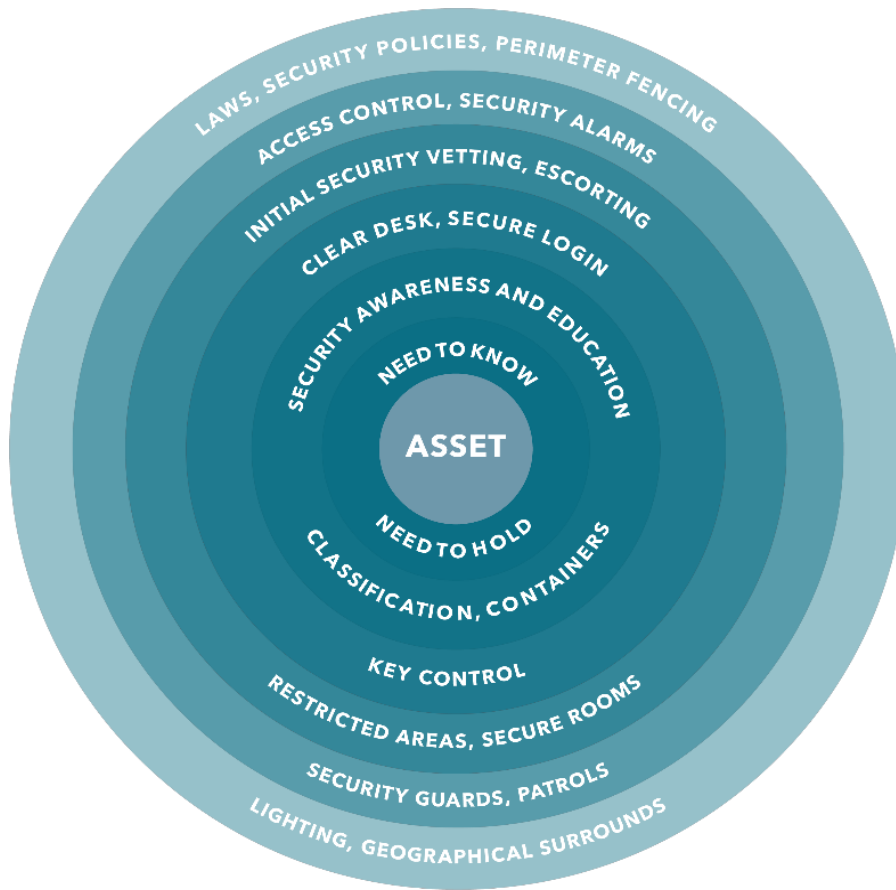 LAWS, SECURITY POLICIES, PERIMETER FENCING
ACCESS CONTROL, SECURITY ALARMS
INITIAL SECURITY VETTING, ESCORTING
CLEAR DESK, SECURE LOGIN
SECURITY AWARENESS AND EDUCATION
NEED TO KNOW
ASSET
NEED TO HOLD
CLASSIFICATION, CONTAINERS
KEY CONTROL
RESTRICTED AREAS, SECURE ROOMS
SECURITY GUARDS, PATROLS
LIGHTING, GEOGRAPHICAL SURROUNDS